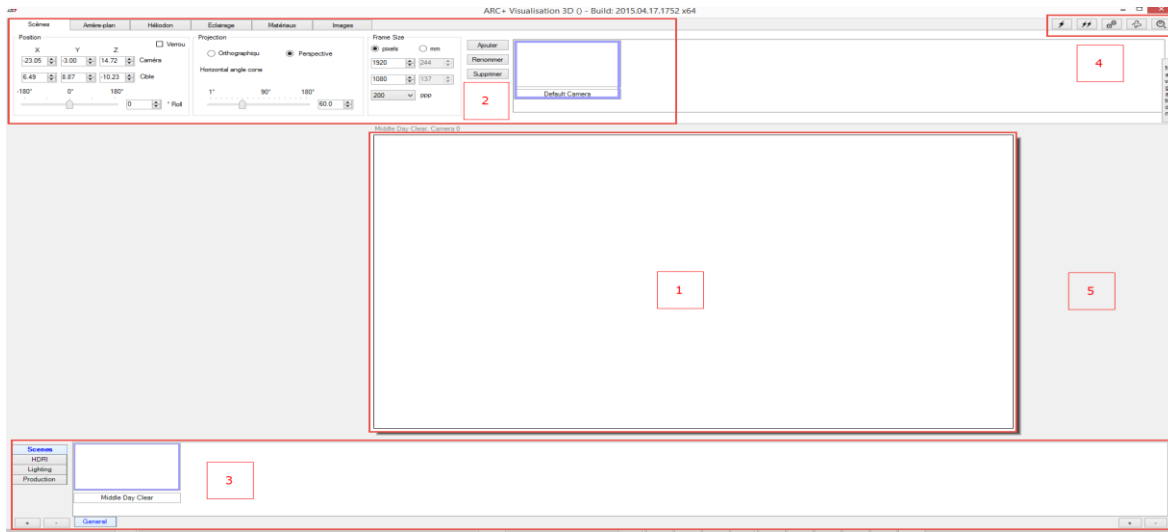 ARC+ Visualisation 3D () - Build: 2015.04.17.1752 x64
Scènes Arrière-plan Héliodon Eclairage Matériaux Images
Position Projection Frame Size
X Y Z Verrou
Orthographiqu Perspective
pixels mm
Ajouter
-23.05 -3.00 14.72 Caméra
1920 244
Renommer
6.49 8.87 -10.23 Cible
Horizontal angle cone
1080 137
Supprimer
-180° 0° 180°
1° 90° 180°
200 ppp
0 ° Roll
60.0
Default Camera
2
4
Middle Day Clear, Camera 0
1
5
Scenes
HDRI
Lighting
Production
3
Middle Day Clear
+ - General + -